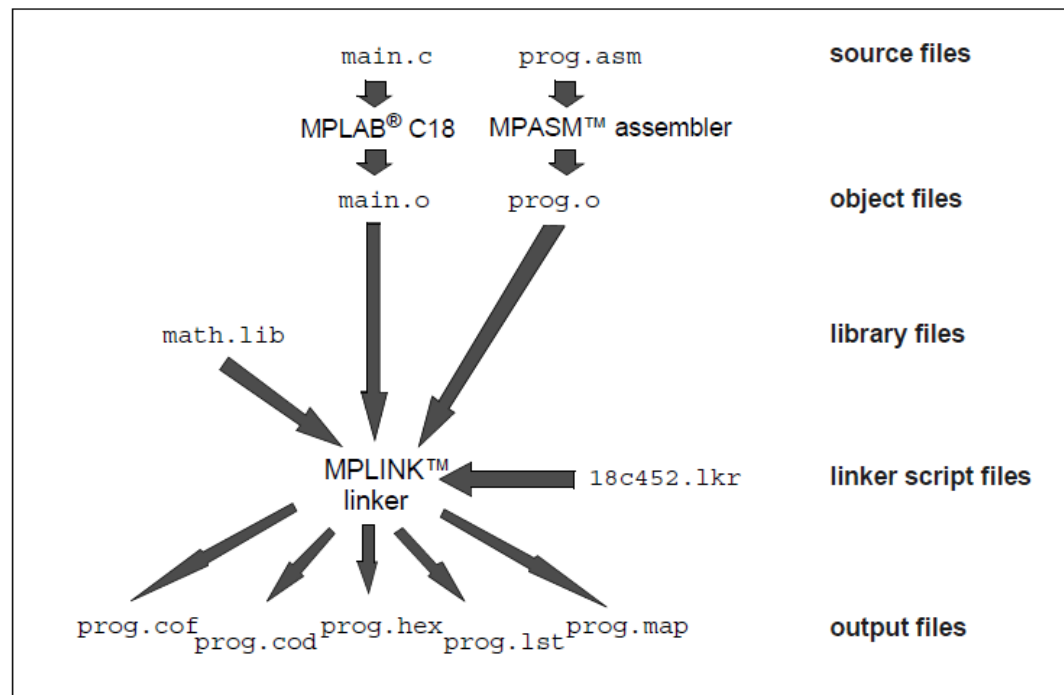 main.c prog.asm source files
MPLAB® C18 MPASM™ assembler
main.o prog.o object files
math.lib library files
MPLINK™
linker
18c452.lkr linker script files
prog.cof prog.cod prog.hex prog.lst prog.map output files